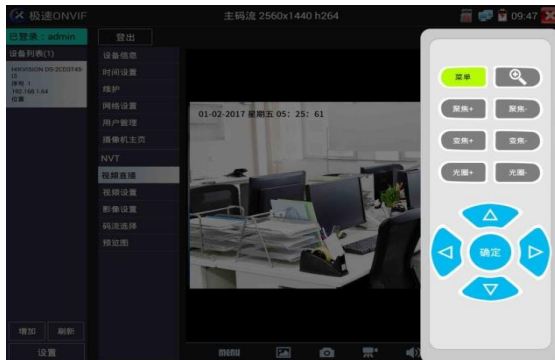 极速ONVIF
主码流 2560x1440 h264
09:47
已登录：admin
登出
设备列表(1)
HIKVISION DS-2CD3T45-I3
序号 1
192.168.1.64
位置
设备信息
时间设置
维护
网络设置
用户管理
摄像机主页
NVT
视频直播
视频设置
影像设置
码流选择
预览图
01-02-2017 星期五 05：25：61
菜单
聚焦+
聚焦-
变焦+
变焦-
光圈+
光圈-
确定
增加
刷新
设置
MENU